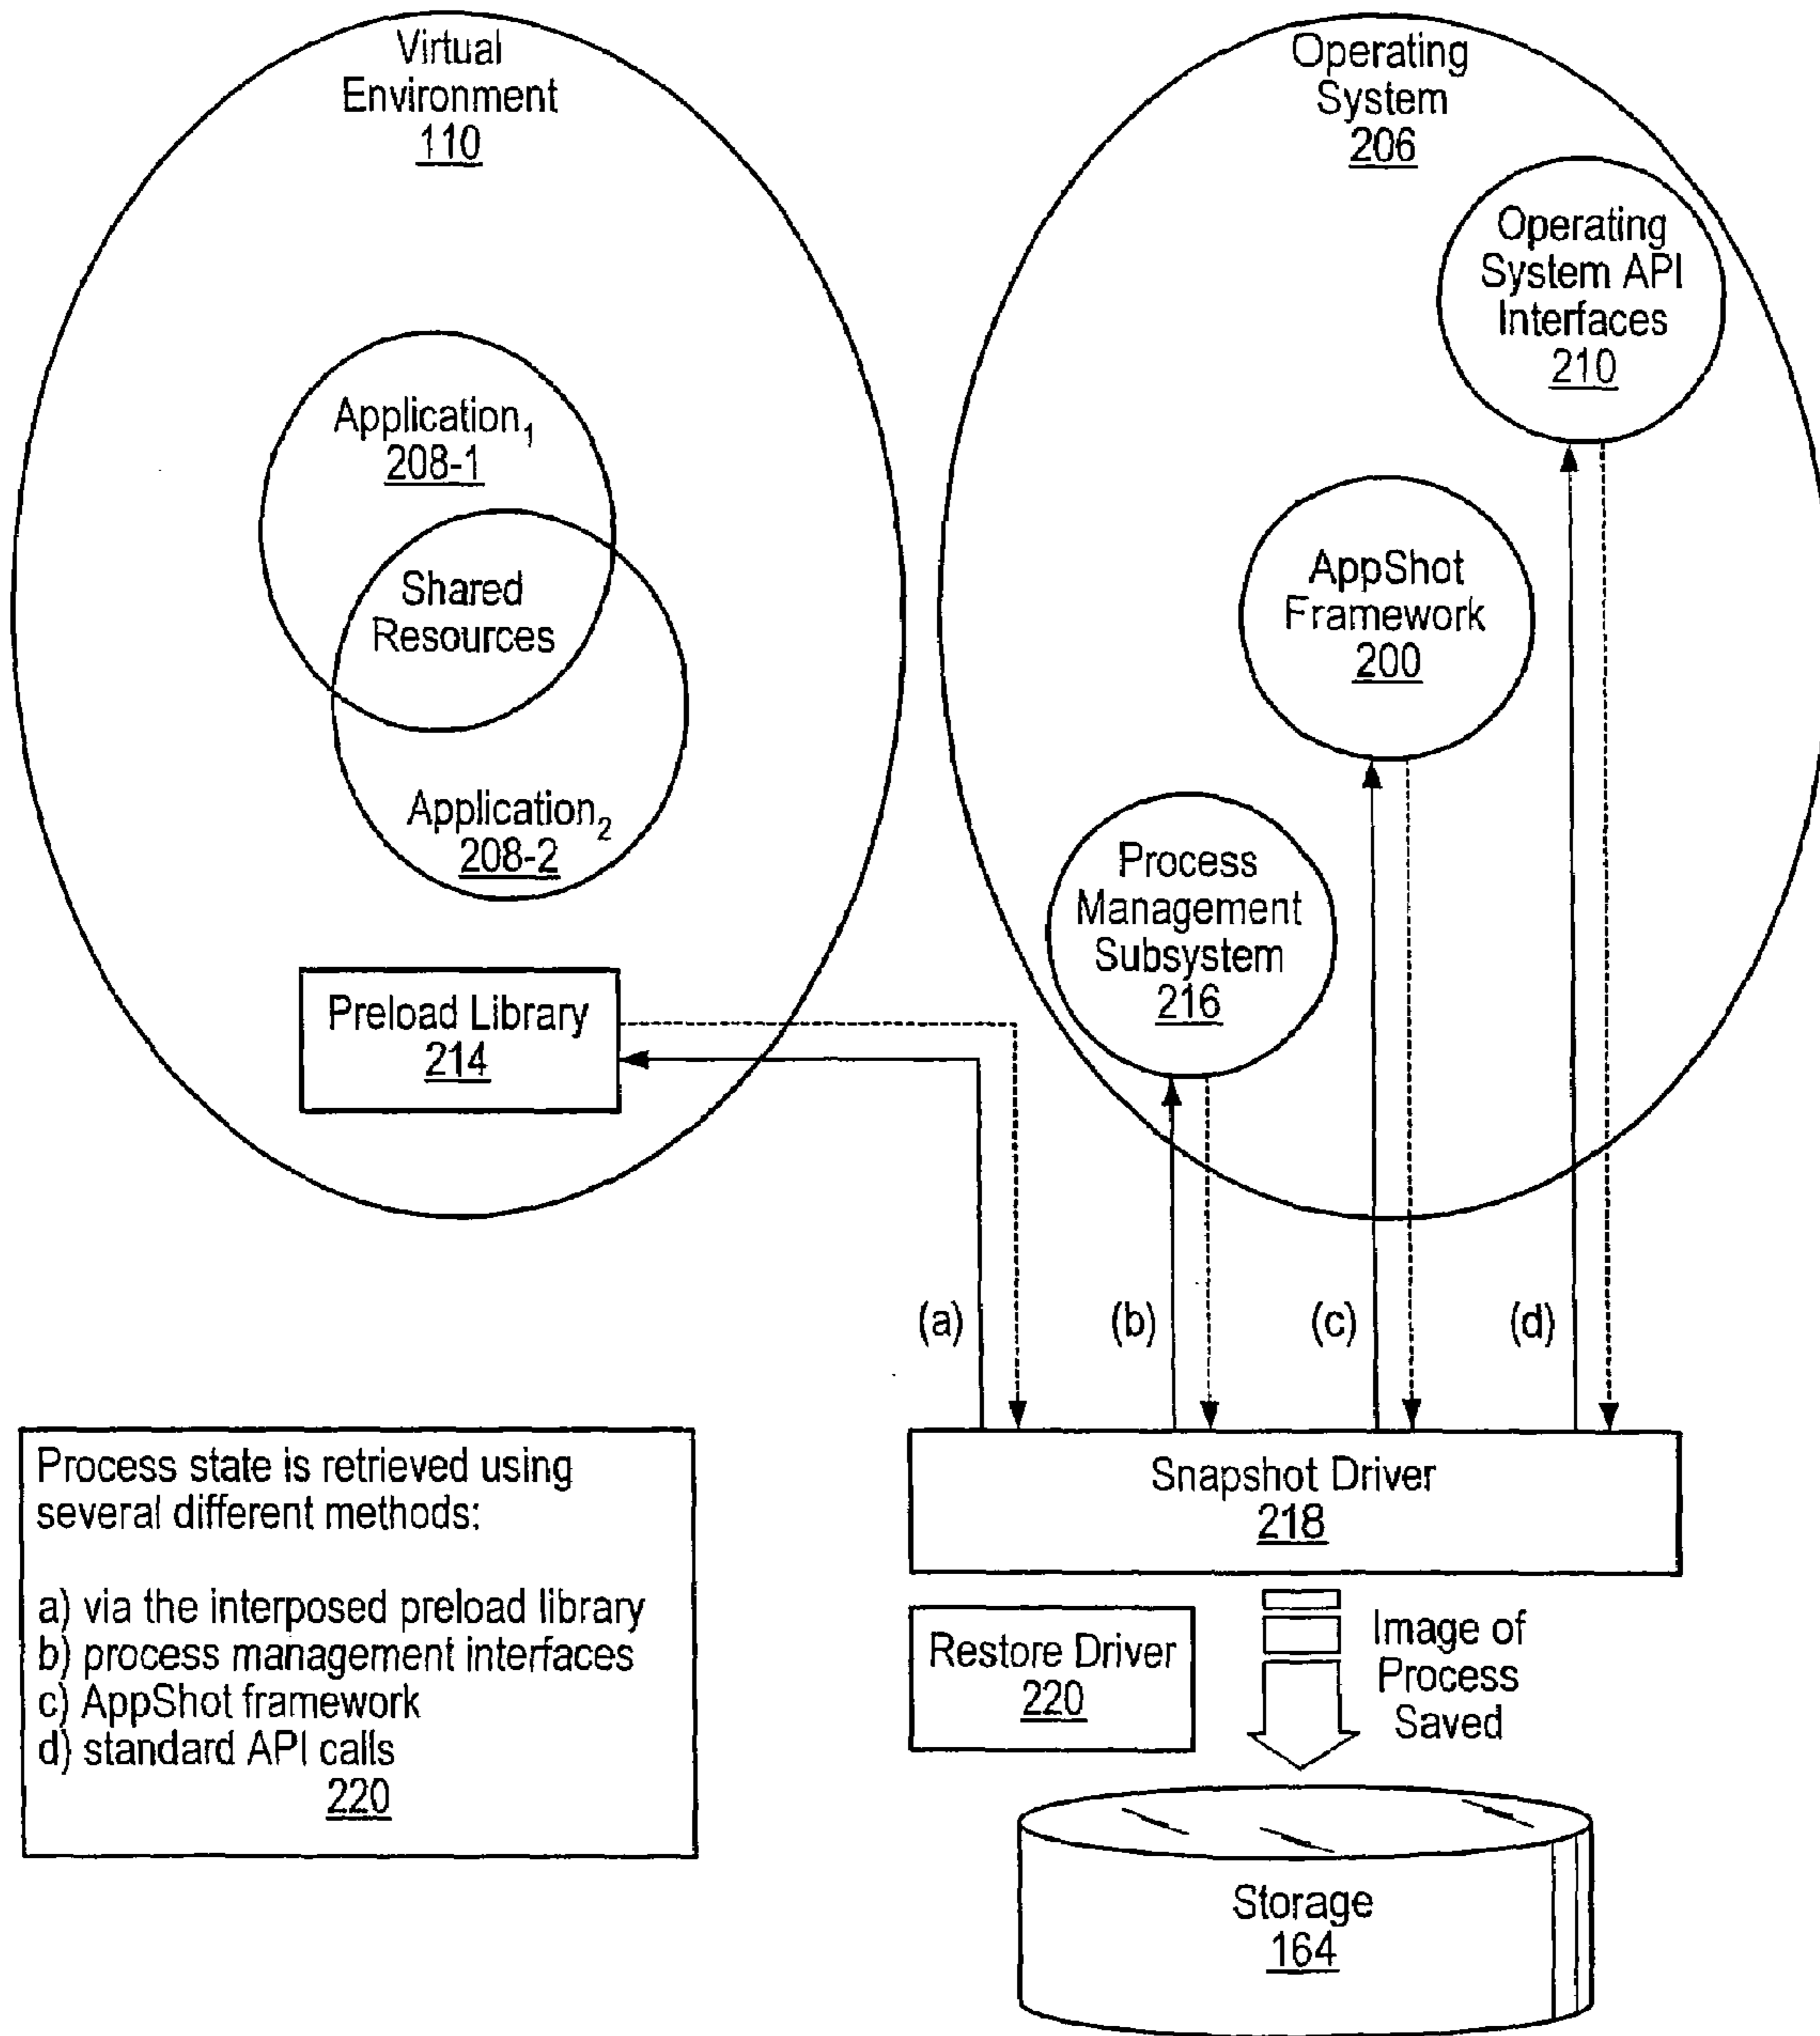 Virtual
Environment
110
Operating
System
206
Operating
System API
Interfaces
210
Application1
208-1
AppShot
Framework
200
Shared
Resources
Application2
208-2
Process
Management
Subsystem
216
Preload Library
214
(a)
(b)
(c)
(d)
Process state is retrieved using
several different methods:
a) via the interposed preload library
b) process management interfaces
c) AppShot framework
d) standard API calls
220
Snapshot Driver
218
Restore Driver
220
Image of
Process
Saved
Storage
164